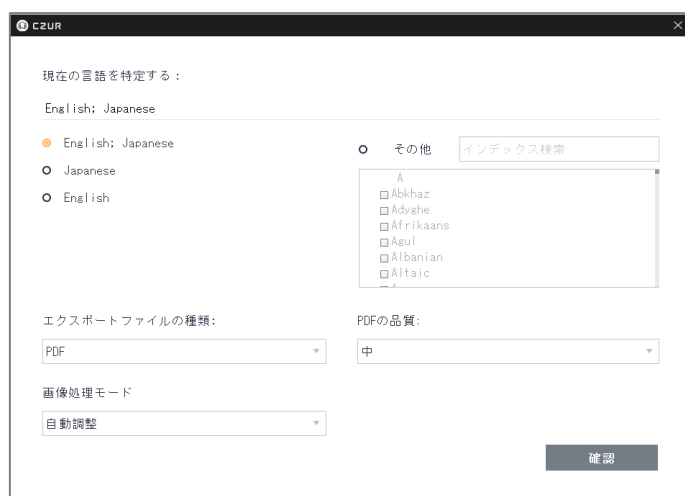 CZUR
現在の言語を特定する：
English; Japanese
English; Japanese
Japanese
English
その他
インデックス検索
A
Abkhaz
Adyghe
Afrikaans
Agul
Albanian
Altaic
エクスポートファイルの種類:
PDFの品質:
PDF
中
画像処理モード
自動調整
確認